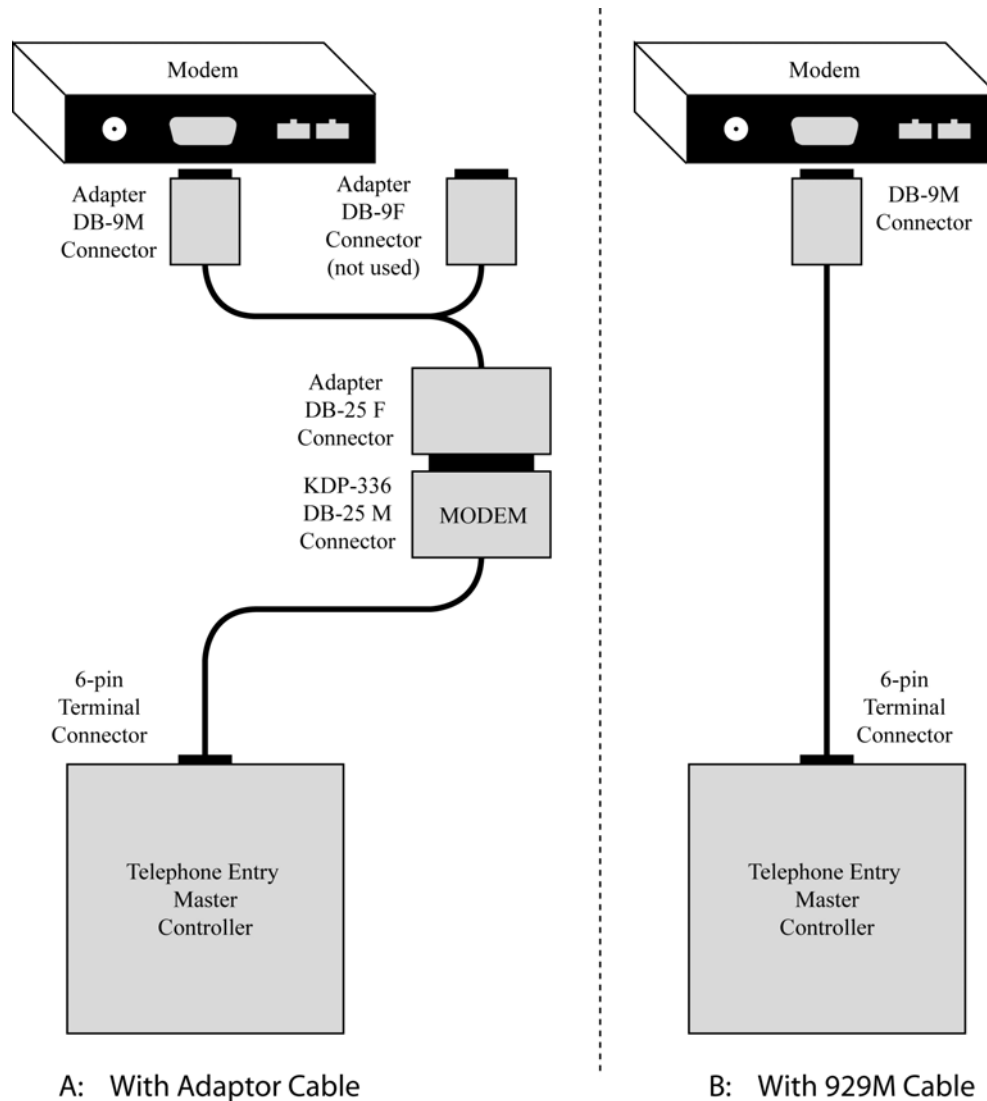 Modem
Adapter
DB-9M
Connector
Adapter
DB-9F
Connector
(not used)
Adapter
DB-25 F
Connector
KDP-336
DB-25 M
Connector
MODEM
6-pin
Terminal
Connector
Telephone Entry
Master
Controller
A: With Adaptor Cable
Modem
DB-9M
Connector
6-pin
Terminal
Connector
Telephone Entry
Master
Controller
B: With 929M Cable